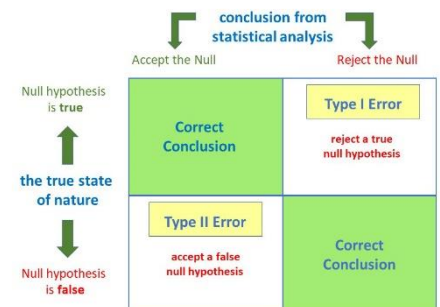 conclusion from
statistical analysis
Accept the Null
Reject the Null
Null hypothesis
is true
Correct
Conclusion
Type I Error
reject a true
null hypothesis
the true state
of nature
Type II Error
accept a false
null hypothesis
Correct
Conclusion
Null hypothesis
is false